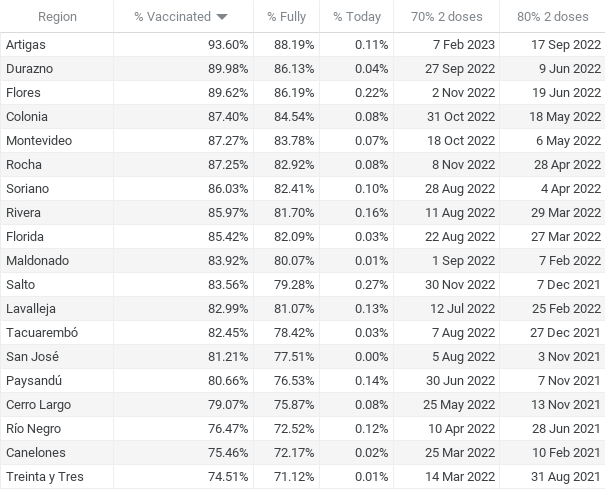 Region % Vaccinated % Fully % Today 70% 2 doses 80% 2 doses
Artigas 93.60% 88.19% 0.11% 7 Feb 2023 17 Sep 2022
Durazno 89.98% 86.13% 0.04% 27 Sep 2022 9 Jun 2022
Flores 89.62% 86.19% 0.22% 2 Nov 2022 19 Jun 2022
Colonia 87.40% 84.54% 0.08% 31 Oct 2022 18 May 2022
Montevideo 87.27% 83.78% 0.07% 18 Oct 2022 6 May 2022
Rocha 87.25% 82.92% 0.08% 8 Nov 2022 28 Apr 2022
Soriano 86.03% 82.41% 0.10% 28 Aug 2022 4 Apr 2022
Rivera 85.97% 81.70% 0.16% 11 Aug 2022 29 Mar 2022
Florida 85.42% 82.09% 0.03% 22 Aug 2022 27 Mar 2022
Maldonado 83.92% 80.07% 0.01% 1 Sep 2022 7 Feb 2022
Salto 83.56% 79.28% 0.27% 30 Nov 2022 7 Dec 2021
Lavalleja 82.99% 81.07% 0.13% 12 Jul 2022 25 Feb 2022
Tacuarembó 82.45% 78.42% 0.03% 7 Aug 2022 27 Dec 2021
San José 81.21% 77.51% 0.00% 5 Aug 2022 3 Nov 2021
Paysandú 80.66% 76.53% 0.14% 30 Jun 2022 7 Nov 2021
Cerro Largo 79.07% 75.87% 0.08% 25 May 2022 13 Nov 2021
Río Negro 76.47% 72.52% 0.12% 10 Apr 2022 28 Jun 2021
Canelones 75.46% 72.17% 0.02% 25 Mar 2022 10 Feb 2021
Treinta y Tres 74.51% 71.12% 0.01% 14 Mar 2022 31 Aug 2021